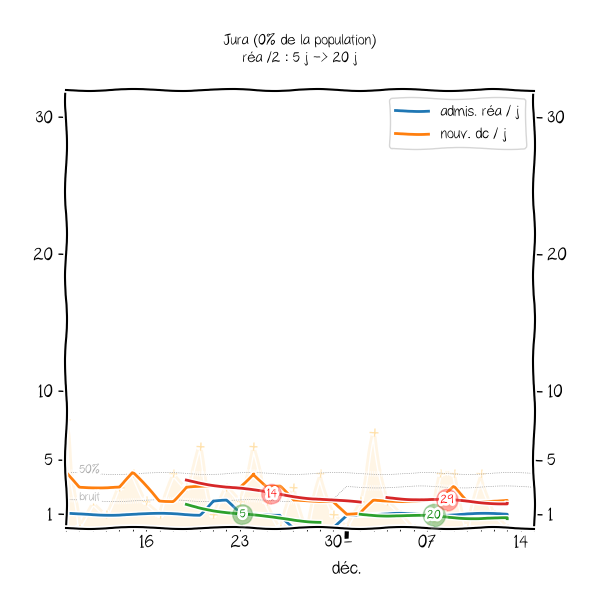 Jura (0% de la population)
réa /2 : 5 j -> 20 j
admis. réa / j
nouv. dc / j
30 30
20 20
10 10
5 5
1 1
50%
bruit
14
29
5
20
16 23 30 07 14
déc.